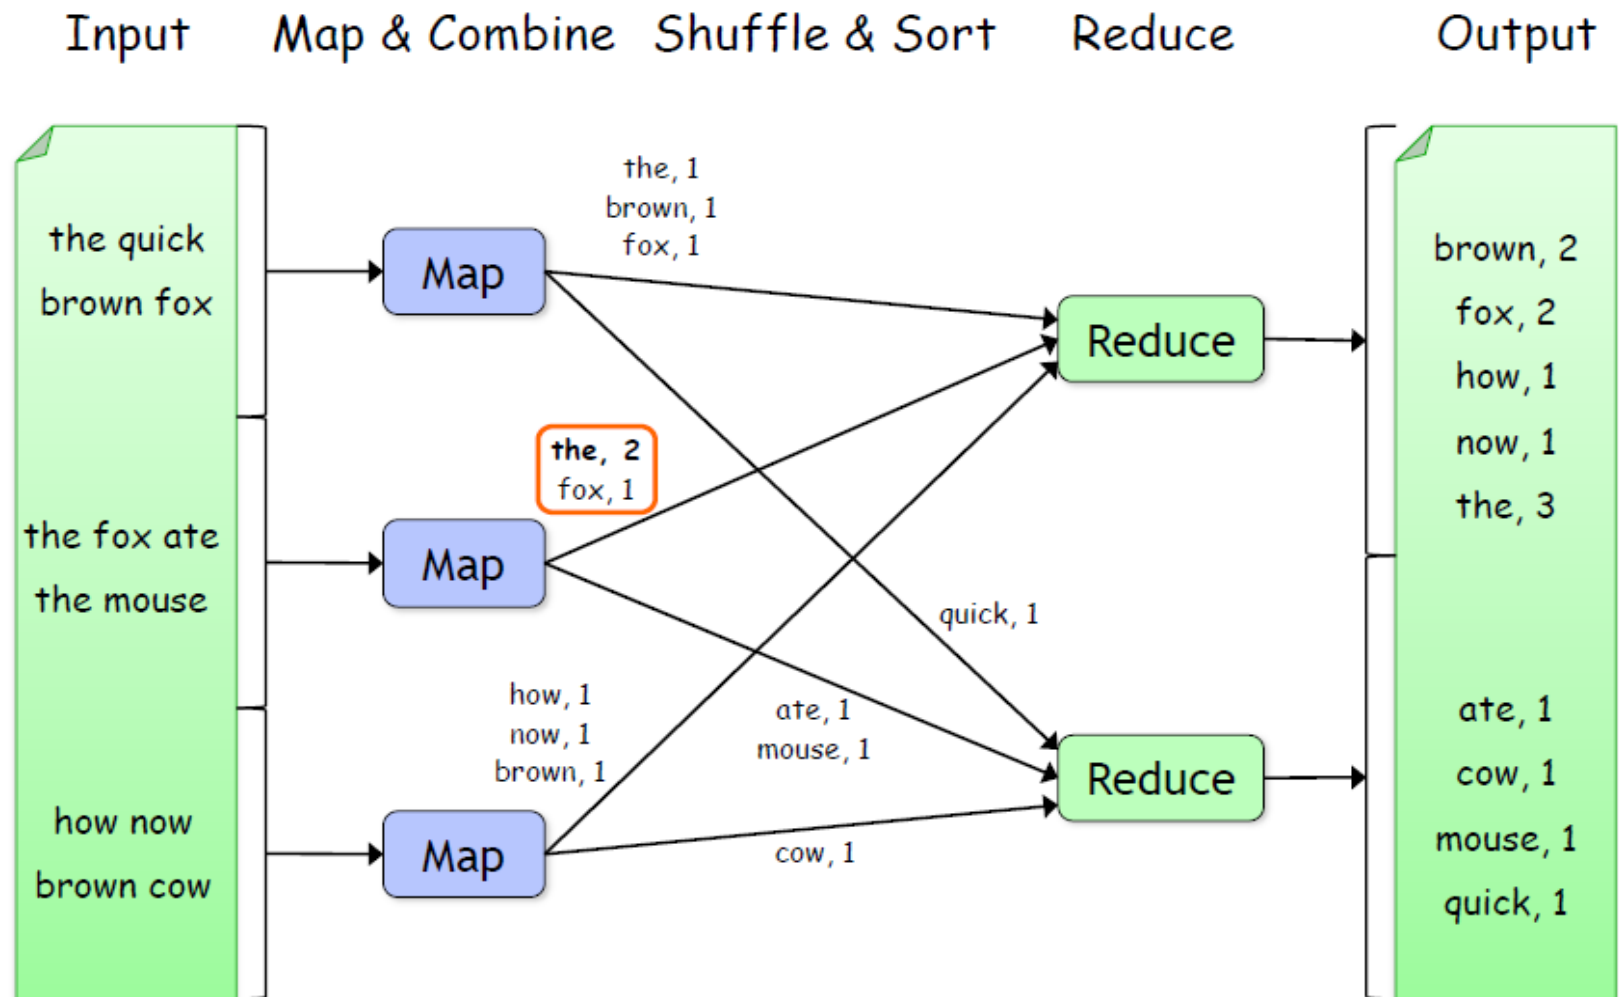 Input
Map & Combine
Shuffle & Sort
Reduce
Output
the quick
brown fox
the fox ate
the mouse
how now
brown cow
Map
Map
Map
the, 1
brown, 1
fox, 1
the, 2
fox, 1
how, 1
now, 1
brown, 1
quick, 1
ate, 1
mouse, 1
cow, 1
Reduce
Reduce
brown, 2
fox, 2
how, 1
now, 1
the, 3
ate, 1
cow, 1
mouse, 1
quick, 1